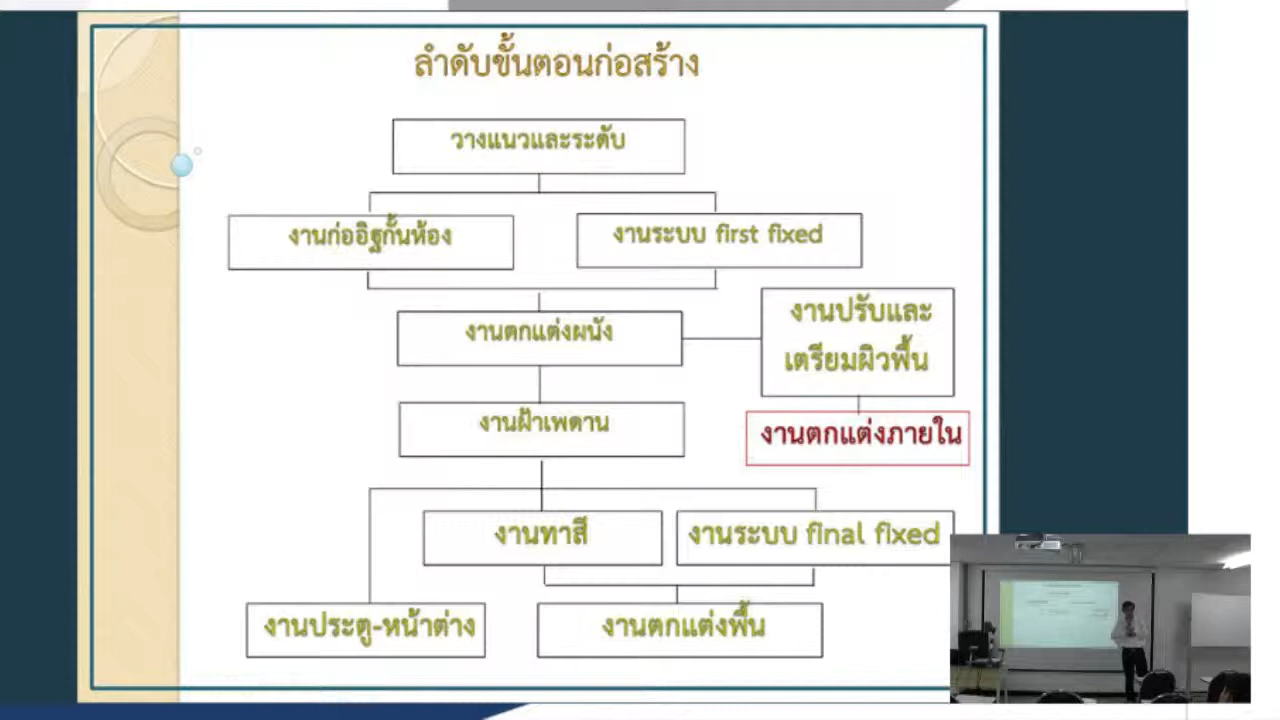 ลำดับขั้นตอนก่อสร้าง
วางแนวและระดับ
งานก่ออิฐกั้นห้อง
งานระบบ first fixed
งานตกแต่งผนัง
งานปรับและ
เตรียมผิวพื้น
งานฝ้าเพดาน
งานตกแต่งภายใน
งานทาสี
งานระบบ final fixed
งานประตู-หน้าต่าง
งานตกแต่งพื้น